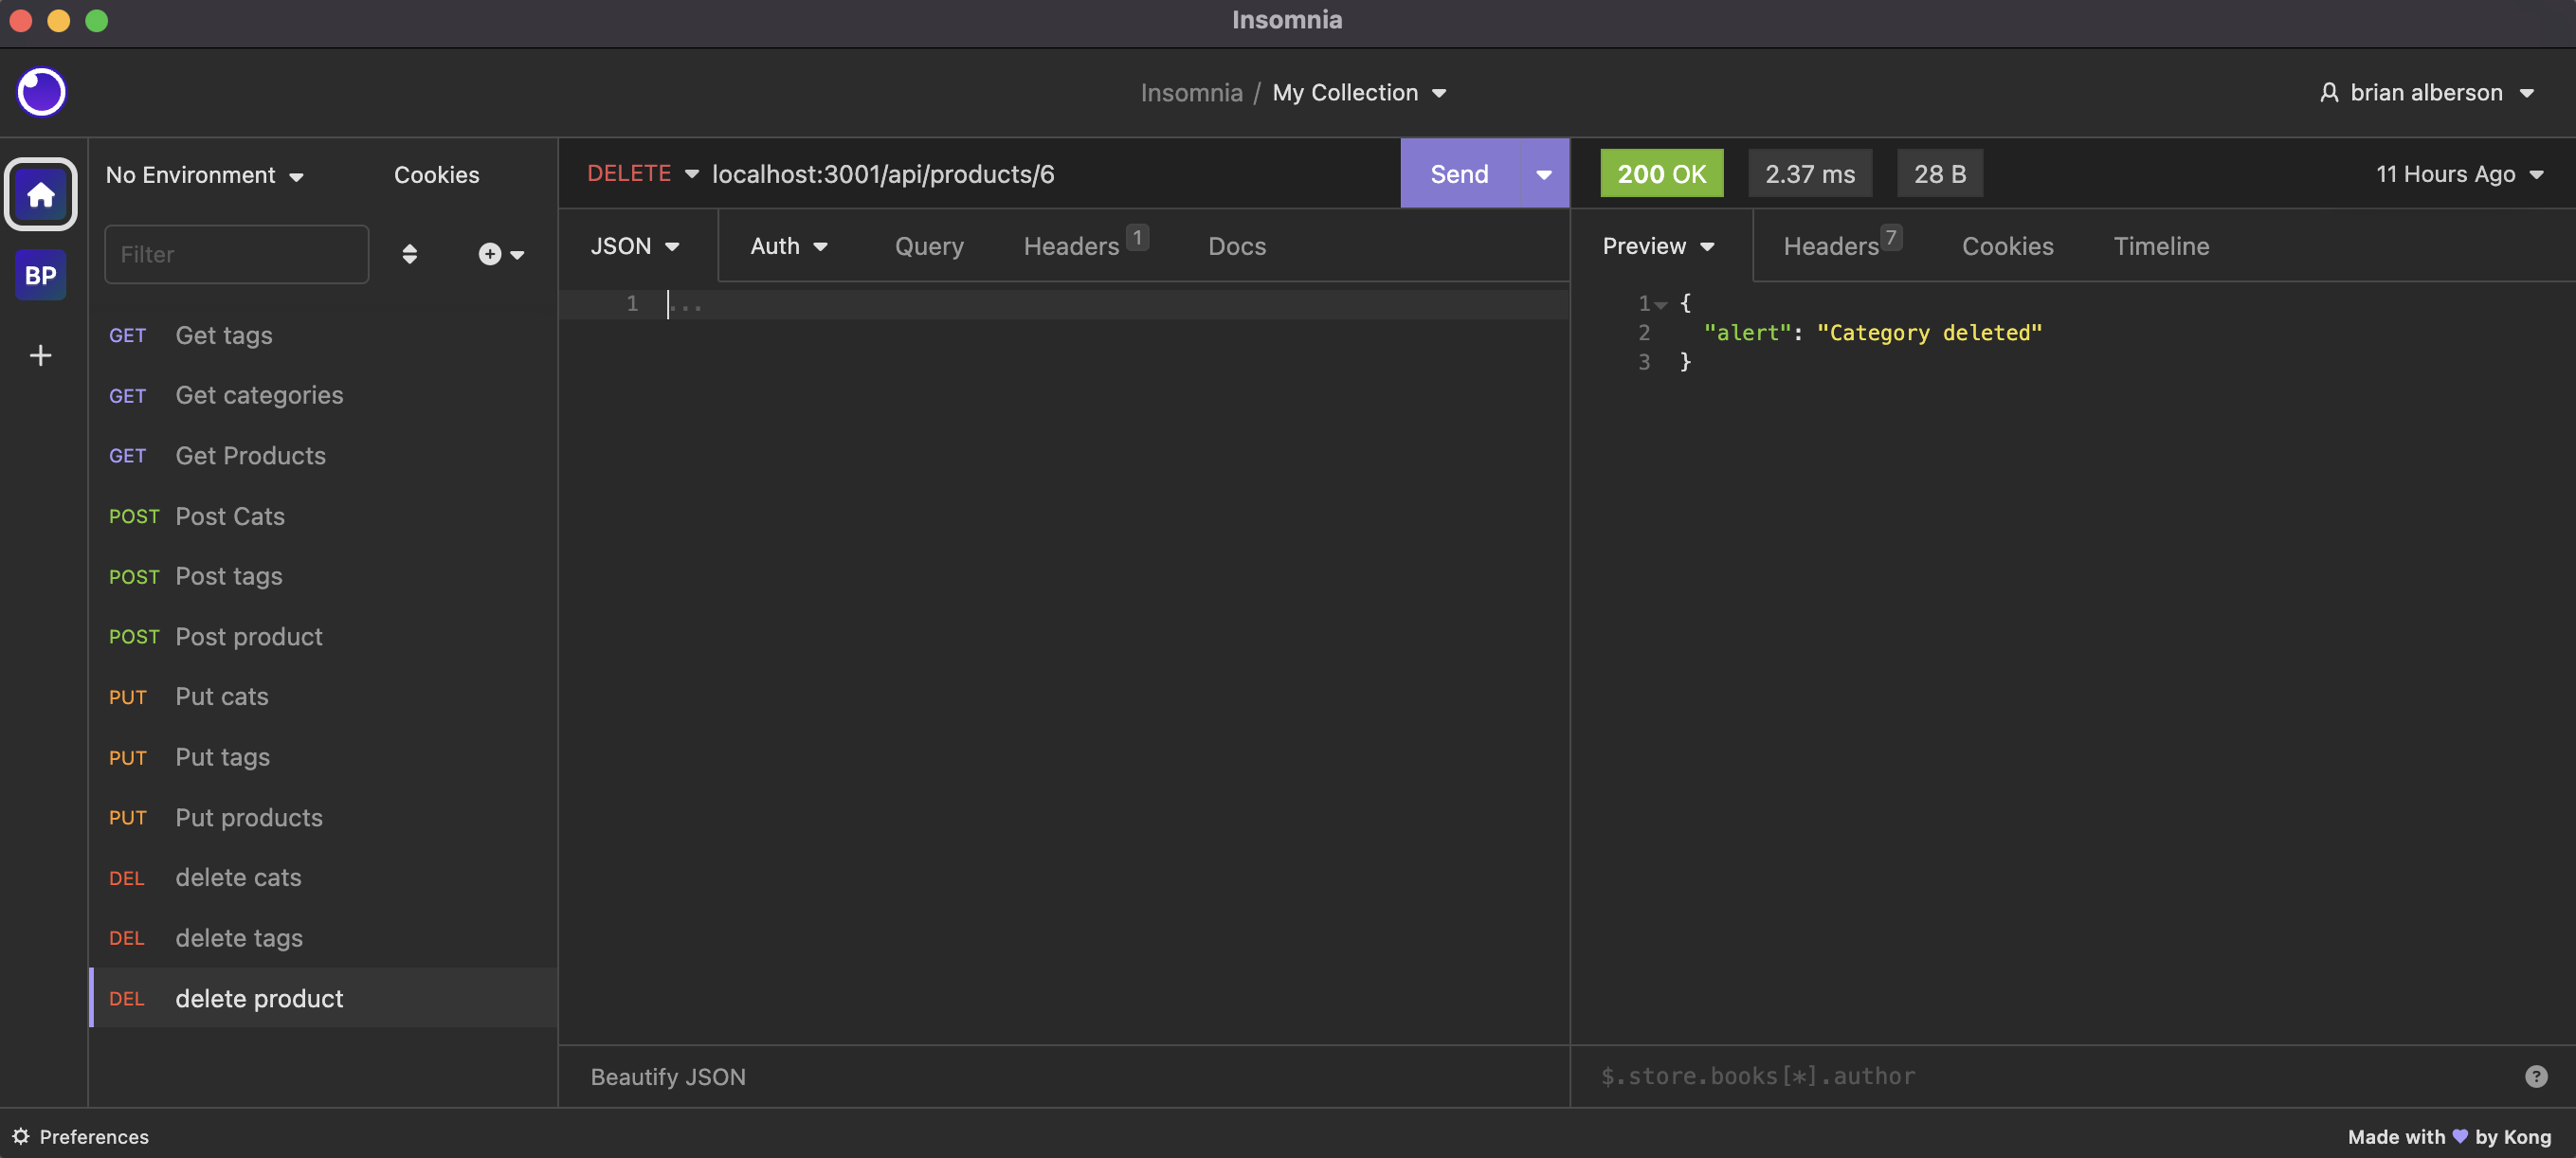 Insomnia
Insomnia / My Collection
brian alberson
No Environment
Cookies
DELETE localhost:3001/api/products/6
Send
200 OK
2.37 ms
28 B
11 Hours Ago
BP
Filter
JSON
Auth
Query
Headers 1
Docs
Preview
Headers 7
Cookies
Timeline
1 ...
1 {
2 "alert": "Category deleted"
3 }
GET Get tags
GET Get categories
GET Get Products
POST Post Cats
POST Post tags
POST Post product
PUT Put cats
PUT Put tags
PUT Put products
DEL delete cats
DEL delete tags
DEL delete product
Beautify JSON
$.store.books[*].author
?
Preferences
Made with by Kong